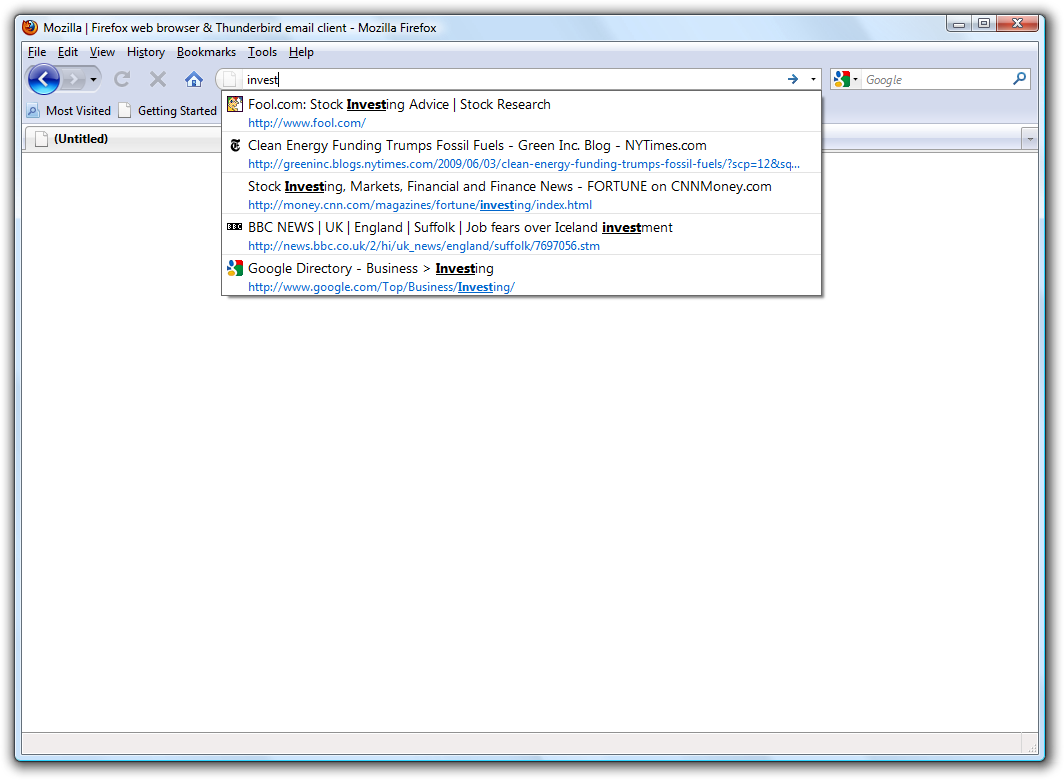 Mozilla | Firefox web browser & Thunderbird email client - Mozilla Firefox
File Edit View History Bookmarks Tools Help
invest Google
Most Visited Getting Started
(Untitled)
Fool.com: Stock Investing Advice | Stock Research
http://www.fool.com/
Clean Energy Funding Trumps Fossil Fuels - Green Inc. Blog - NYTimes.com
http://greeninc.blogs.nytimes.com/2009/06/03/clean-energy-funding-trumps-fossil-fuels/?scp=12&sq...
Stock Investing, Markets, Financial and Finance News - FORTUNE on CNNMoney.com
http://money.cnn.com/magazines/fortune/investing/index.html
BBC BBC NEWS | UK | England | Suffolk | Job fears over Iceland investment
http://news.bbc.co.uk/2/hi/uk_news/england/suffolk/7697056.stm
Google Directory - Business > Investing
http://www.google.com/Top/Business/Investing/